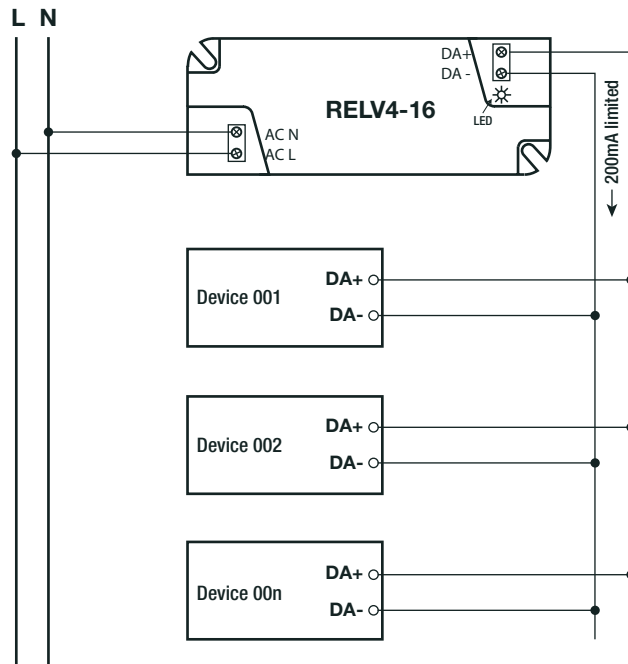 L N
DA+
DA -
RELV4-16
LED
AC N
AC L
200mA limited
Device 001
DA+
DA-
Device 002
DA+
DA-
Device 00n
DA+
DA-